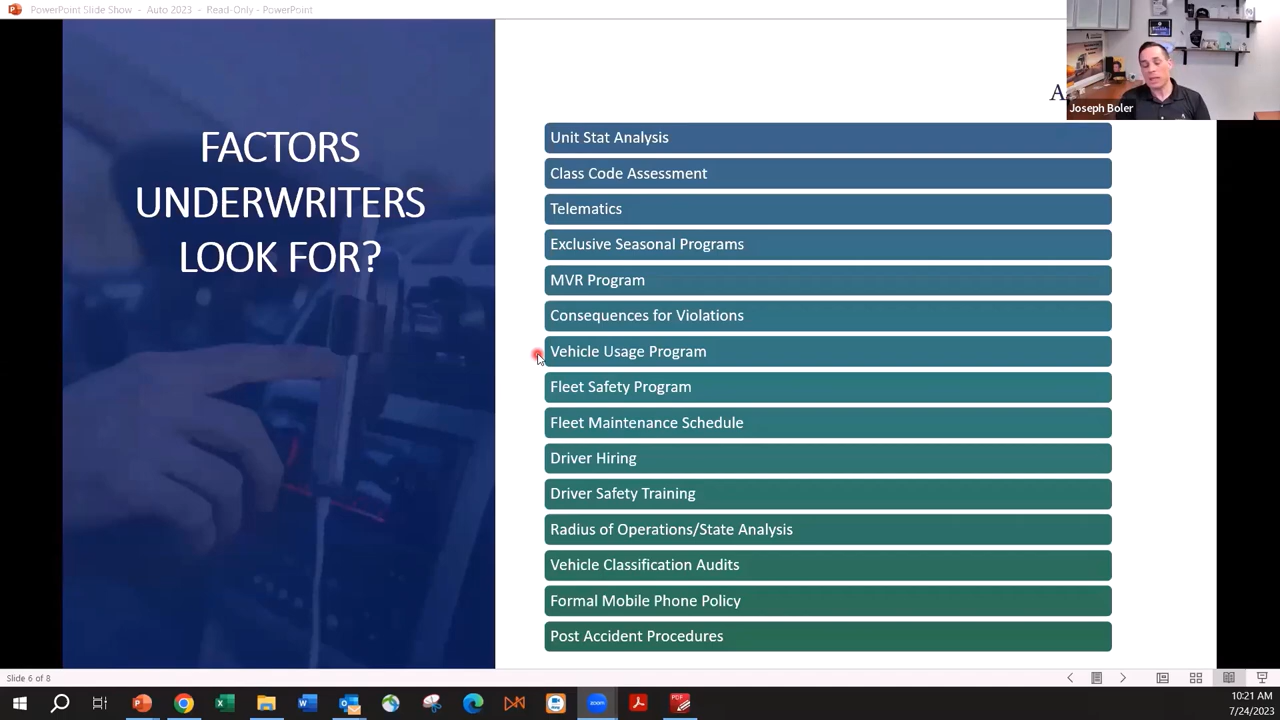 PowerPoint Slide Show - Auto 2023 - Read-Only - PowerPoint
FACTORS
UNDERWRITERS
LOOK FOR?
A
Joseph Boler
Unit Stat Analysis
Class Code Assessment
Telematics
Exclusive Seasonal Programs
MVR Program
Consequences for Violations
Vehicle Usage Program
Fleet Safety Program
Fleet Maintenance Schedule
Driver Hiring
Driver Safety Training
Radius of Operations/State Analysis
Vehicle Classification Audits
Formal Mobile Phone Policy
Post Accident Procedures
Slide 6 of 8
zoom
PDF
10:21 AM
7/24/2023